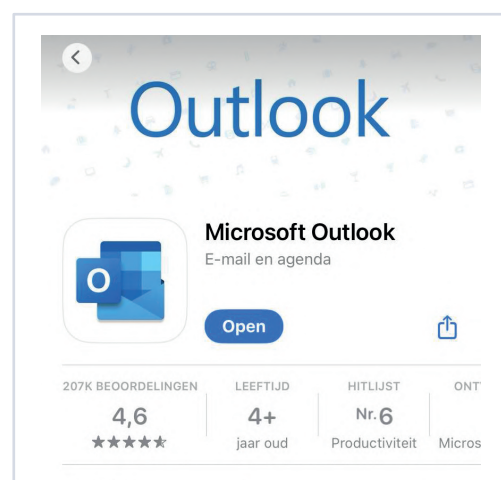 Outlook
Microsoft Outlook
E-mail en agenda
O
Open
207K BEOORDELINGEN
LEEFTIJD
HITLIJST
4,6
4+
Nr. 6
jaar oud
Productiviteit